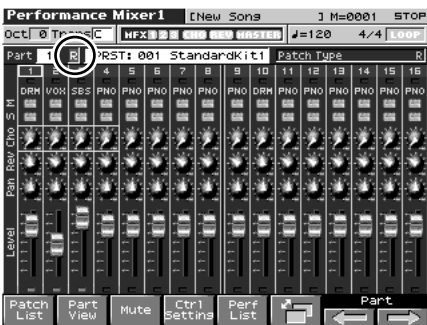 Performance Mixer1 [New Song ] M=0001 STOP
Oct 0 Trans C MFX 1 2 3 CHO REV MASTER ♩=120 4/4 LOOP
Part 1 R PRST: 001 StandardKit1 Patch Type R
1 2 3 4 5 6 7 8 9 10 11 12 13 14 15 16
DRM VOX SBS PNO PNO PNO PNO PNO PNO DRM PNO PNO PNO PNO PNO PNO
S M
Cho
Rev
Pan
Level
Patch List Part View Mute Ctrl Setting Perf List Part